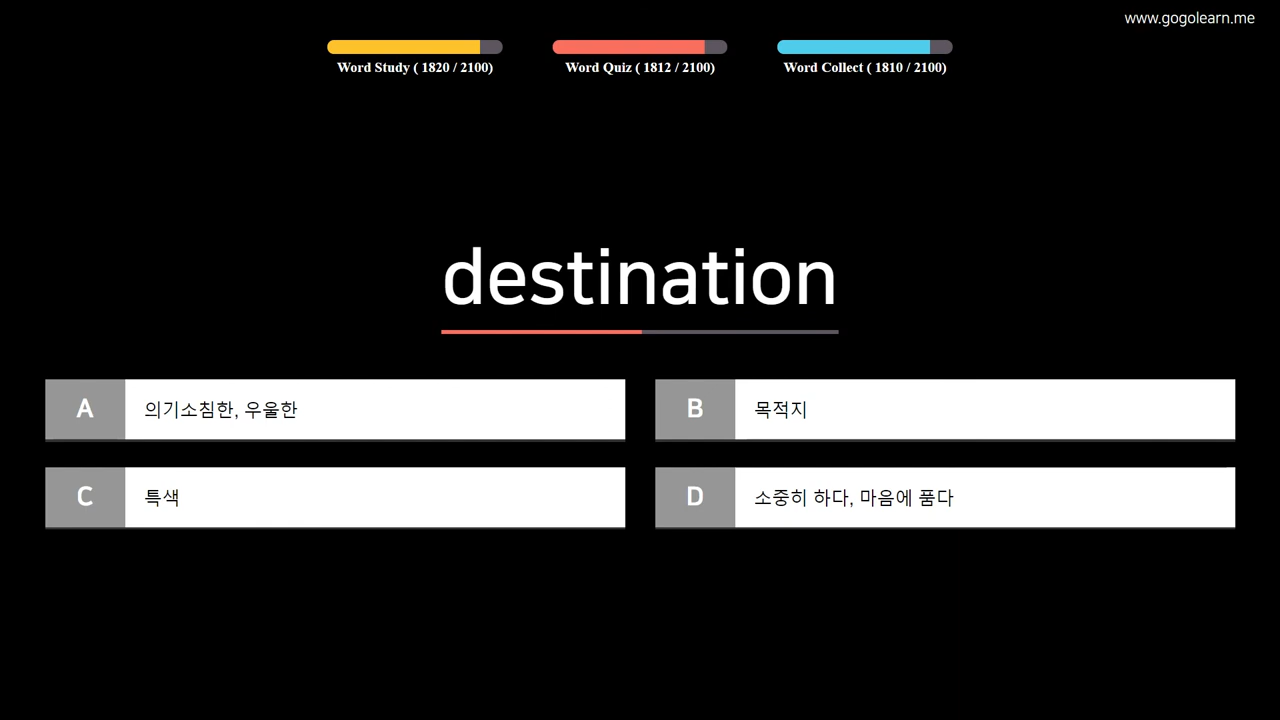 www.gogolearn.me
Word Study ( 1820 / 2100)
Word Quiz ( 1812 / 2100)
Word Collect ( 1810 / 2100)
destination
A 의기소침한, 우울한
B 목적지
C 특색
D 소중히 하다, 마음에 품다